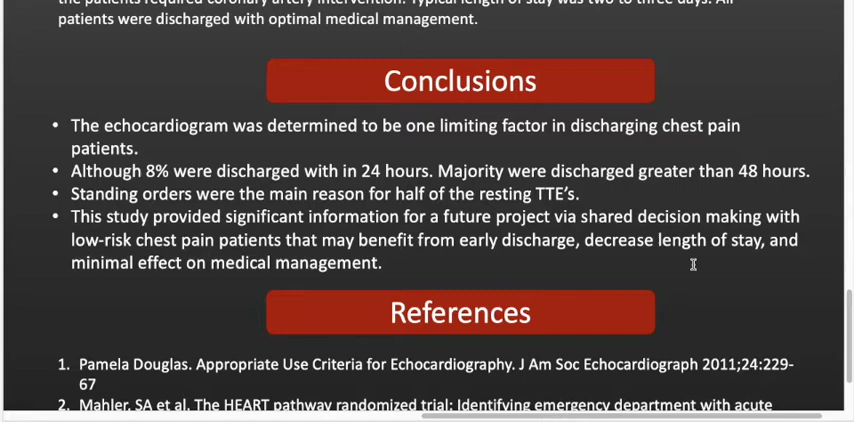 the patients required coronary artery intervention. Typical length of stay was two to three days. All
patients were discharged with optimal medical management.
Conclusions
• The echocardiogram was determined to be one limiting factor in discharging chest pain
patients.
• Although 8% were discharged with in 24 hours. Majority were discharged greater than 48 hours.
• Standing orders were the main reason for half of the resting TTE’s.
• This study provided significant information for a future project via shared decision making with
low-risk chest pain patients that may benefit from early discharge, decrease length of stay, and
minimal effect on medical management.
References
1. Pamela Douglas. Appropriate Use Criteria for Echocardiography. J Am Soc Echocardiograph 2011;24:229-
67
2. Mahler, SA et al. The HEART pathway randomized trial: Identifying emergency department with acute